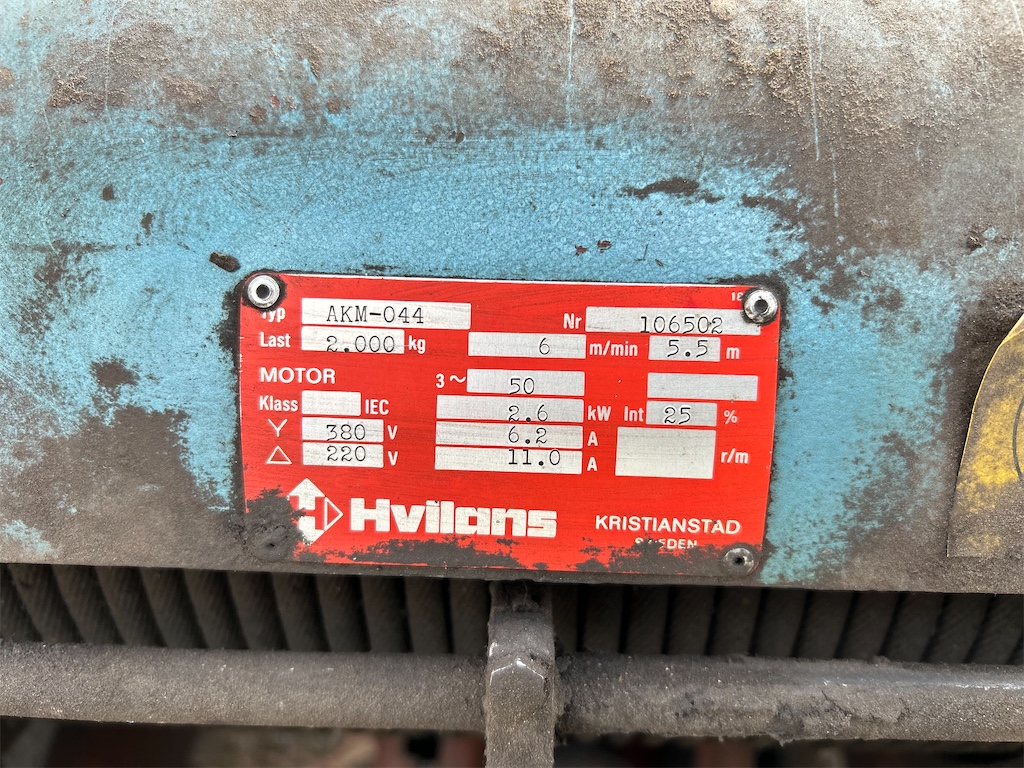 Typ AKM-044 Nr 106502
Last 2.000 kg 6 m/min 5.5 m
MOTOR 3~ 50
Klass IEC 2.6 kW Int 25 %
Y 380 V 6.2 A
△ 220 V 11.0 A r/m
Hvilans KRISTIANSTAD
SWEDEN